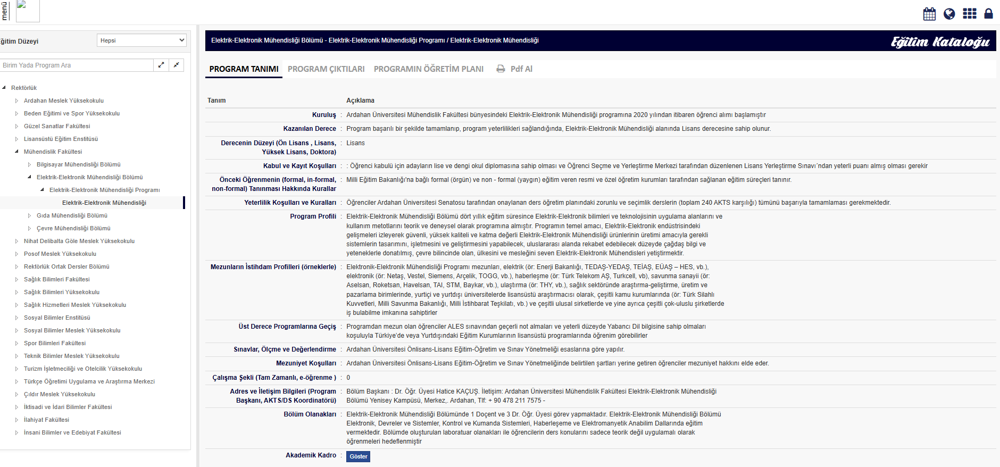 menü
Eğitim Düzeyi
Hepsi
Birim Yada Program Ara
Rektörlük
Ardahan Meslek Yüksekokulu
Beden Eğitimi ve Spor Yüksekokulu
Güzel Sanatlar Fakültesi
Lisansüstü Eğitim Enstitüsü
Mühendislik Fakültesi
Bilgisayar Mühendisliği Bölümü
Elektrik-Elektronik Mühendisliği Bölümü
Elektrik-Elektronik Mühendisliği Programı
Elektrik-Elektronik Mühendisliği
Gıda Mühendisliği Bölümü
Çevre Mühendisliği Bölümü
Nihat Delibalta Göle Meslek Yüksekokulu
Posof Meslek Yüksekokulu
Rektörlük Ortak Dersler Bölümü
Sağlık Bilimleri Fakültesi
Sağlık Bilimleri Yüksekokulu
Sağlık Hizmetleri Meslek Yüksekokulu
Sosyal Bilimler Enstitüsü
Sosyal Bilimler Meslek Yüksekokulu
Spor Bilimleri Fakültesi
Teknik Bilimler Meslek Yüksekokulu
Turizm İşletmeciliği ve Otelcilik Yüksekokulu
Türkçe Öğretimi Uygulama ve Araştırma Merkezi
Çıldır Meslek Yüksekokulu
İktisadi ve İdari Bilimler Fakültesi
İlahiyat Fakültesi
İnsani Bilimler ve Edebiyat Fakültesi
Elektrik-Elektronik Mühendisliği Bölümü - Elektrik-Elektronik Mühendisliği Programı / Elektrik-Elektronik Mühendisliği
Eğitim Kataloğu
PROGRAM TANIMI PROGRAM ÇIKTILARI PROGRAMIN ÖĞRETİM PLANI Pdf Al
Tanım Açıklama
Kuruluş : Ardahan Üniversitesi Mühendislik Fakültesi bünyesindeki Elektrik-Elektronik Mühendisliği programına 2020 yılından itibaren öğrenci alımı başlamıştır
Kazanılan Derece : Program başarılı bir şekilde tamamlanıp, program yeterlilikleri sağlandığında, Elektrik-Elektronik Mühendisliği alanında Lisans derecesine sahip olunur.
Derecenin Düzeyi (Ön Lisans , Lisans, : Lisans
Yüksek Lisans, Doktora)
Kabul ve Kayıt Koşulları : : Öğrenci kabulü için adayların lise ve dengi okul diplomasına sahip olması ve Öğrenci Seçme ve Yerleştirme Merkezi tarafından düzenlenen Lisans Yerleştirme Sınavı´ndan yeterli puanı almış olması gerekir
Önceki Öğrenmenin (formal, in-formal, : Milli Eğitim Bakanlığı'na bağlı formal (örgün) ve non - formal (yaygın) eğitim veren resmi ve özel öğretim kurumları tarafından sağlanan eğitim süreçleri tanınır.
non-formal) Tanınması Hakkında Kurallar
Yeterlilik Koşulları ve Kuralları : Öğrenciler Ardahan Üniversitesi Senatosu tarafından onaylanan ders öğretim planındaki zorunlu ve seçimlik derslerin (toplam 240 AKTS karşılığı) tümünü başarıyla tamamlaması gerekmektedir.
Program Profili : Elektrik-Elektronik Mühendisliği Bölümü dört yıllık eğitim süresince Elektrik-Elektronik bilimleri ve teknolojisinin uygulama alanlarını ve
kullanım metotlarını teorik ve deneysel olarak programına almıştır. Programın temel amacı, Elektrik-Elektronik endüstrisindeki
gelişmeleri izleyerek güvenli, yüksek kaliteli ve katma değerli Elektrik-Elektronik Mühendisliği ürünlerinin üretimi amacıyla gerekli
sistemlerin tasarımını, işletmesini ve geliştirmesini yapabilecek, uluslararası alanda rekabet edebilecek düzeyde çağdaş bilgi ve
yeteneklerle donatılmış, çevre bilincinde olan, ülkesini ve mesleğini seven Elektrik-Elektronik Mühendisleri yetiştirmektir.
Mezunların İstihdam Profilleri (örneklerle) : Elektronik-Elektronik Mühendisliği Programı mezunları, elektrik (ör: Enerji Bakanlığı, TEDAŞ-YEDAŞ, TEİAŞ, EÜAŞ – HES, vb.),
elektronik (ör: Netaş, Vestel, Siemens, Arçelik, TOGG, vb.), haberleşme (ör: Türk Telekom AŞ, Turkcell, vb), savunma sanayii (ör:
Aselsan, Roketsan, Havelsan, TAI, STM, Baykar, vb.), ulaştırma (ör: THY, vb.), sağlık sektöründe araştırma-geliştirme, üretim ve
pazarlama birimlerinde, yurtiçi ve yurtdışı üniversitelerde lisansüstü araştırmacısı olarak, çeşitli kamu kurumlarında (ör: Türk Silahlı
Kuvvetleri, Milli Savunma Bakanlığı, Milli İstihbarat Teşkilatı, vb.) ve çeşitli ulusal sirketlerde ve yine ayrıca çeşitli çok-uluslu şirketlerde
iş bulabilme imkanına sahiptirler
Üst Derece Programlarına Geçiş : Programdan mezun olan öğrenciler ALES sınavından geçerli not almaları ve yeterli düzeyde Yabancı Dil bilgisine sahip olmaları
koşuluyla Türkiye’de veya Yurtdışındaki Eğitim Kurumlarının lisansüstü programlarında öğrenim görebilirler
Sınavlar, Ölçme ve Değerlendirme : Ardahan Üniversitesi Önlisans-Lisans Eğitim-Öğretim ve Sınav Yönetmeliği esaslarına göre yapılır.
Mezuniyet Koşulları : Ardahan Üniversitesi Önlisans-Lisans Eğitim-Öğretim ve Sınav Yönetmeliğinde belirtilen şartları yerine getiren öğrenciler mezuniyet hakkını elde eder.
Çalışma Şekli (Tam Zamanlı, e-öğrenme ) : 0
Adres ve İletişim Bilgileri (Program : Bölüm Başkanı : Dr. Öğr. Üyesi Hatice KAÇUŞ. İletişim: Ardahan Üniversitesi Mühendislik Fakültesi Elektrik-Elektronik Mühendisliği
Başkanı, AKTS/DS Koordinatörü) Bölümü Yenisey Kampüsü, Merkez,. Ardahan, Tlf: + 90 478 211 7575 -
Bölüm Olanakları : Elektrik-Elektronik Mühendisliği Bölümünde 1 Doçent ve 3 Dr. Öğr. Üyesi görev yapmaktadır. Elektrik-Elektronik Mühendisliği Bölümü
Elektronik, Devreler ve Sistemler, Kontrol ve Kumanda Sistemleri, Haberleşeme ve Elektromanyetik Anabilim Dallarında eğitim
vermektedir. Bölümde oluşturulan laboratuar olanakları ile öğrencilerin ders konularını sadece teorik değil uygulamalı olarak
öğrenmeleri hedeflenmiştir
Akademik Kadro : Göster